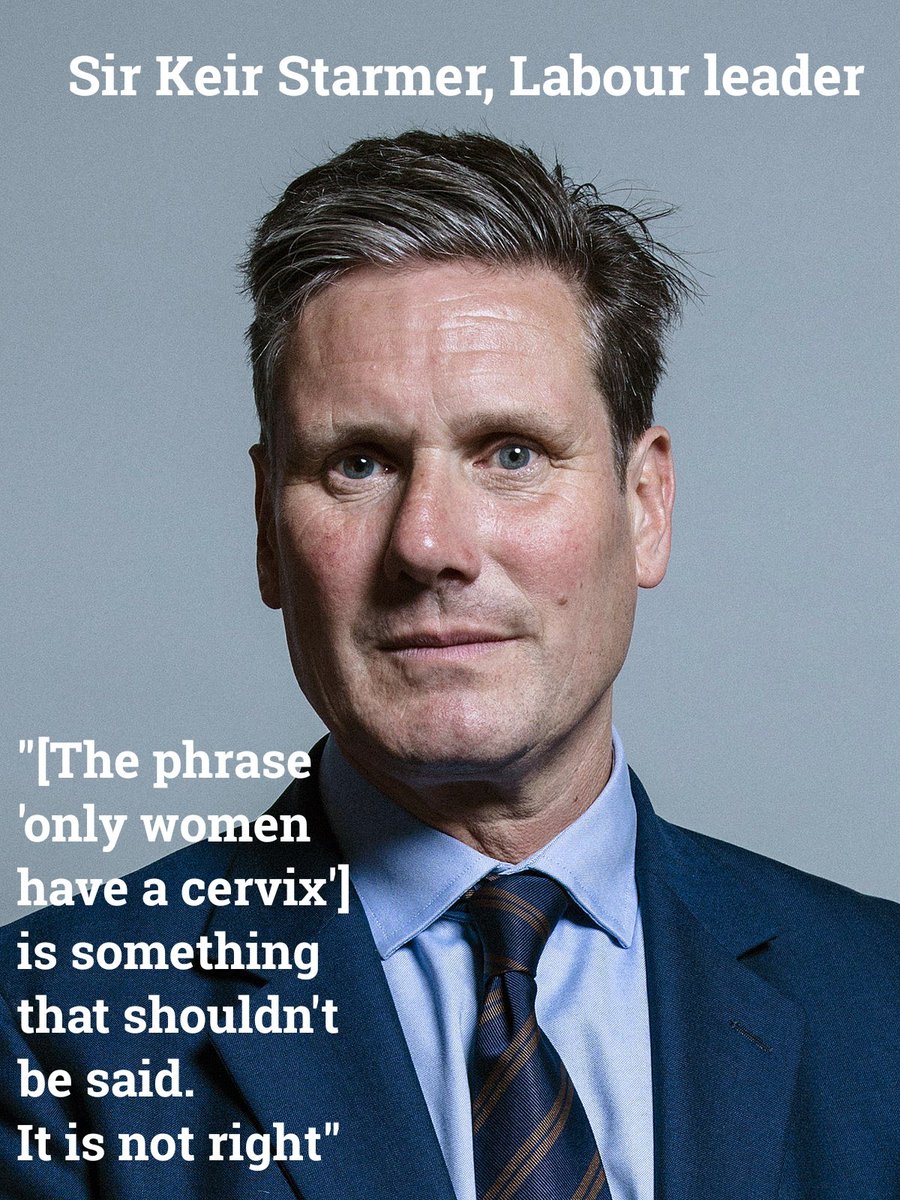 Sir Keir Starmer, Labour leader
"[The phrase
'only women
have a cervix']
is something
that shouldn't
be said.
It is not right"